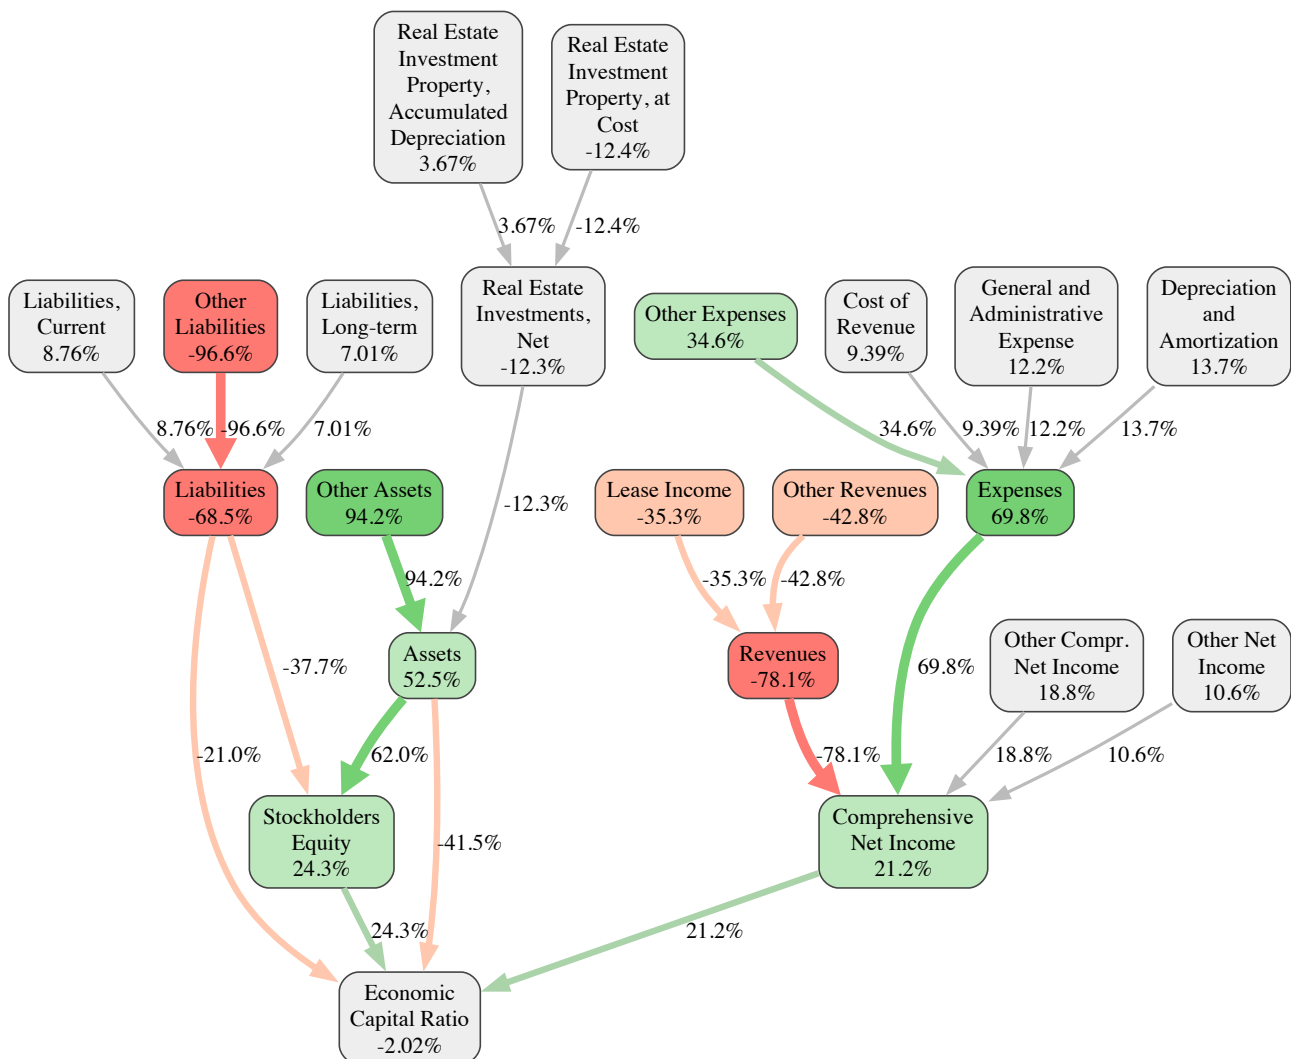 Real Estate
Investment
Property,
Accumulated
Depreciation
3.67%
Real Estate
Investment
Property, at
Cost
-12.4%
3.67%
-12.4%
Liabilities,
Current
8.76%
Other
Liabilities
-96.6%
Liabilities,
Long-term
7.01%
Real Estate
Investments,
Net
-12.3%
Other Expenses
34.6%
Cost of
Revenue
9.39%
General and
Administrative
Expense
12.2%
Depreciation
and
Amortization
13.7%
8.76%
-96.6%
7.01%
34.6%
9.39%
12.2%
13.7%
Liabilities
-68.5%
Other Assets
94.2%
-12.3%
Lease Income
-35.3%
Other Revenues
-42.8%
Expenses
69.8%
94.2%
-35.3%
-42.8%
-37.7%
Assets
52.5%
Revenues
-78.1%
69.8%
Other Compr.
Net Income
18.8%
Other Net
Income
10.6%
-21.0%
62.0%
-78.1%
18.8%
10.6%
Stockholders
Equity
24.3%
-41.5%
Comprehensive
Net Income
21.2%
24.3%
21.2%
Economic
Capital Ratio
-2.02%